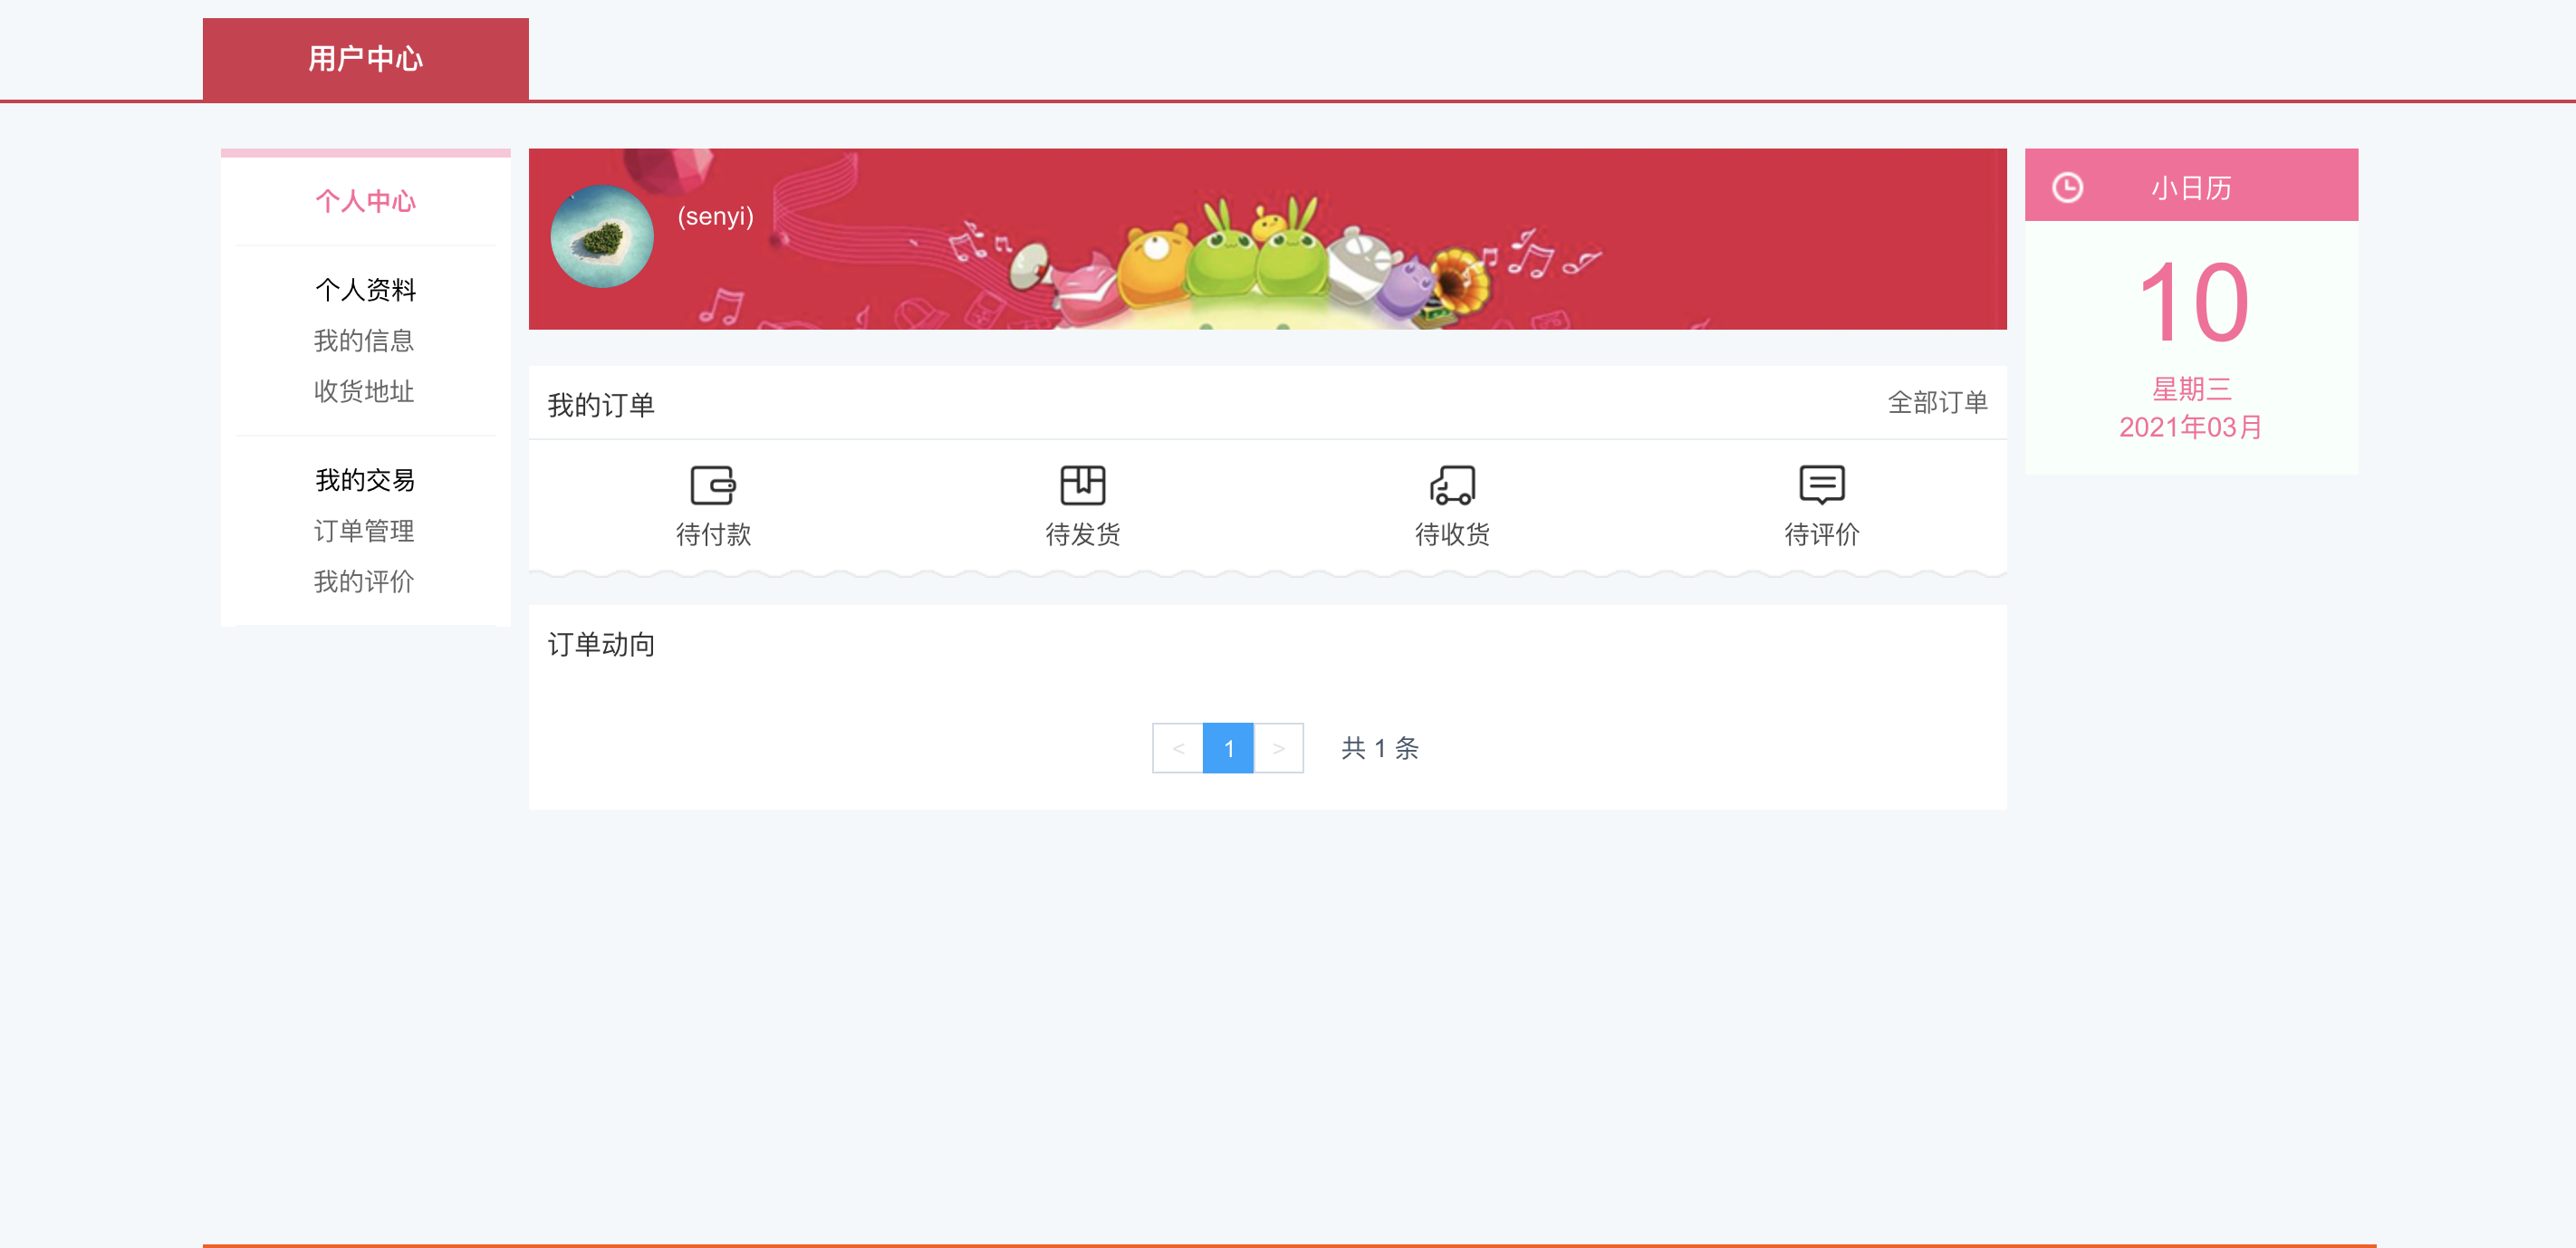 用户中心
个人中心
个人资料
我的信息
收货地址
我的交易
订单管理
我的评价
(senyi)
我的订单
全部订单
待付款
待发货
待收货
待评价
订单动向
< 1 > 共 1 条
小日历
10
星期三
2021年03月